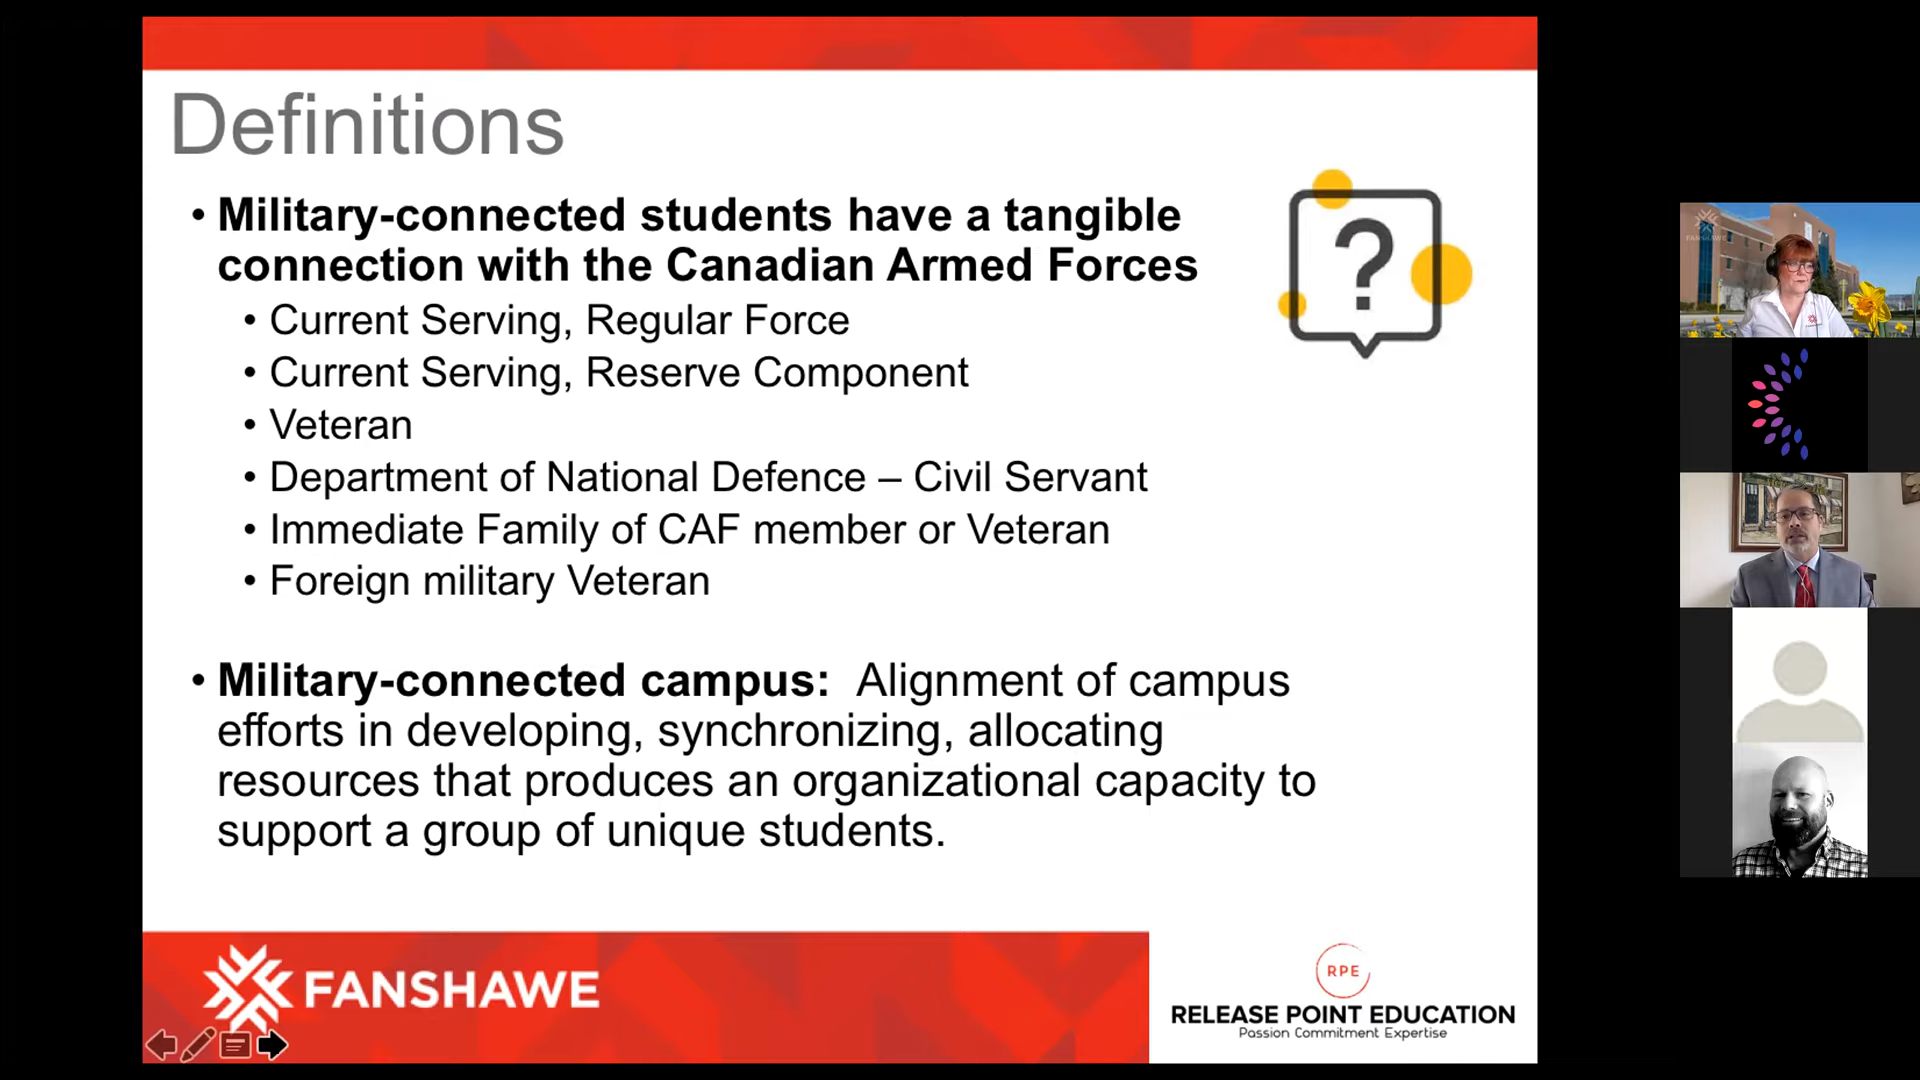 Definitions
• Military-connected students have a tangible
connection with the Canadian Armed Forces
• Current Serving, Regular Force
• Current Serving, Reserve Component
• Veteran
• Department of National Defence – Civil Servant
• Immediate Family of CAF member or Veteran
• Foreign military Veteran
• Military-connected campus: Alignment of campus
efforts in developing, synchronizing, allocating
resources that produces an organizational capacity to
support a group of unique students.
?
FANSHAWE
RPE
RELEASE POINT EDUCATION
Passion Commitment Expertise
FANSHAWE